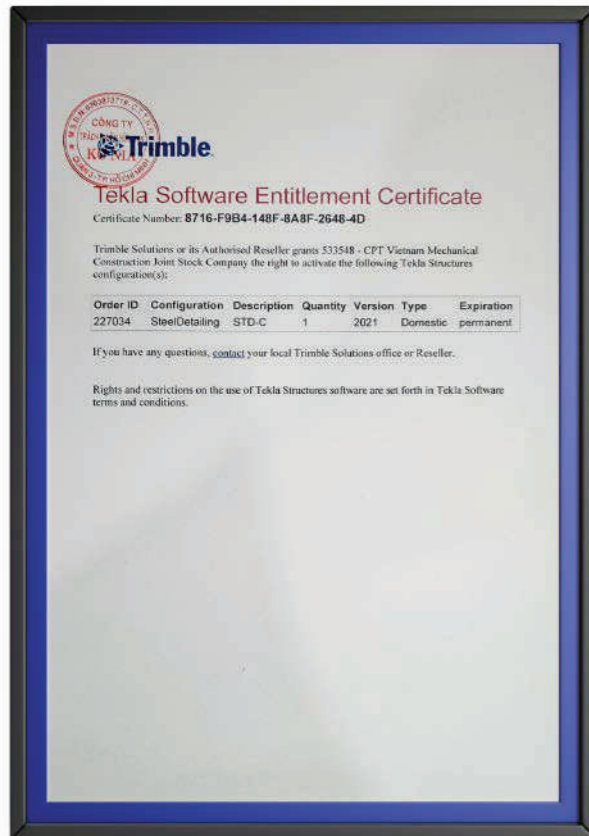 CÔNG TY
Trimble
Tekla Software Entitlement Certificate
Certificate Number: 8716-F9B4-148F-8A8F-2648-4D
Trimble Solutions or its Authorised Reseller grants 533548 - CPT Vietnam Mechanical
Construction Joint Stock Company the right to activate the following Tekla Structures
configuration(s):
Order ID Configuration Description Quantity Version Type Expiration
227034 SteelDetailing STD-C 1 2021 Domestic permanent
If you have any questions, contact your local Trimble Solutions office or Reseller.
Rights and restrictions on the use of Tekla Structures software are set forth in Tekla Software
terms and conditions.